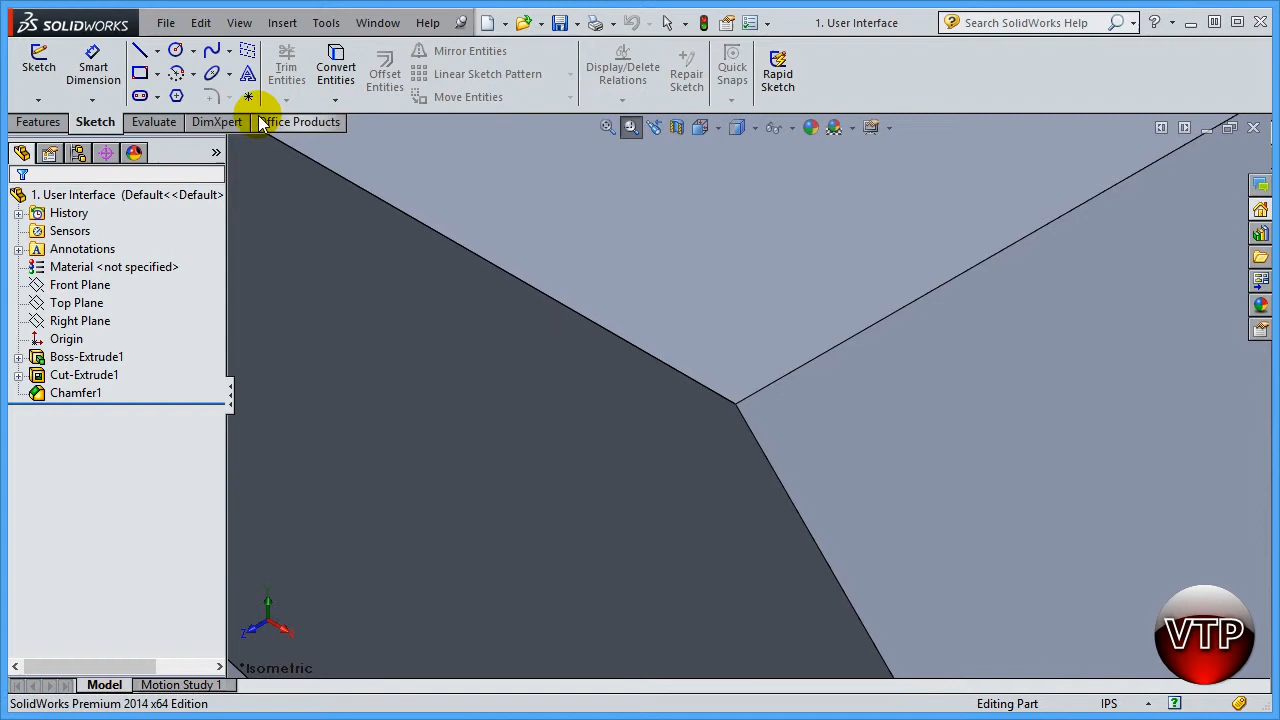 SOLIDWORKS File Edit View Insert Tools Window Help 1. User Interface Search SolidWorks Help
Sketch Smart Dimension Trim Entities Convert Entities Offset Entities Mirror Entities Linear Sketch Pattern Move Entities Display/Delete Relations Repair Sketch Quick Snaps Rapid Sketch
Features Sketch Evaluate DimXpert Office Products
1. User Interface (Default<<Default>
History
Sensors
Annotations
Material <not specified>
Front Plane
Top Plane
Right Plane
Origin
Boss-Extrude1
Cut-Extrude1
Chamfer1
Y
Z
X
VTP
*Isometric
Model Motion Study 1
SolidWorks Premium 2014 x64 Edition Editing Part IPS